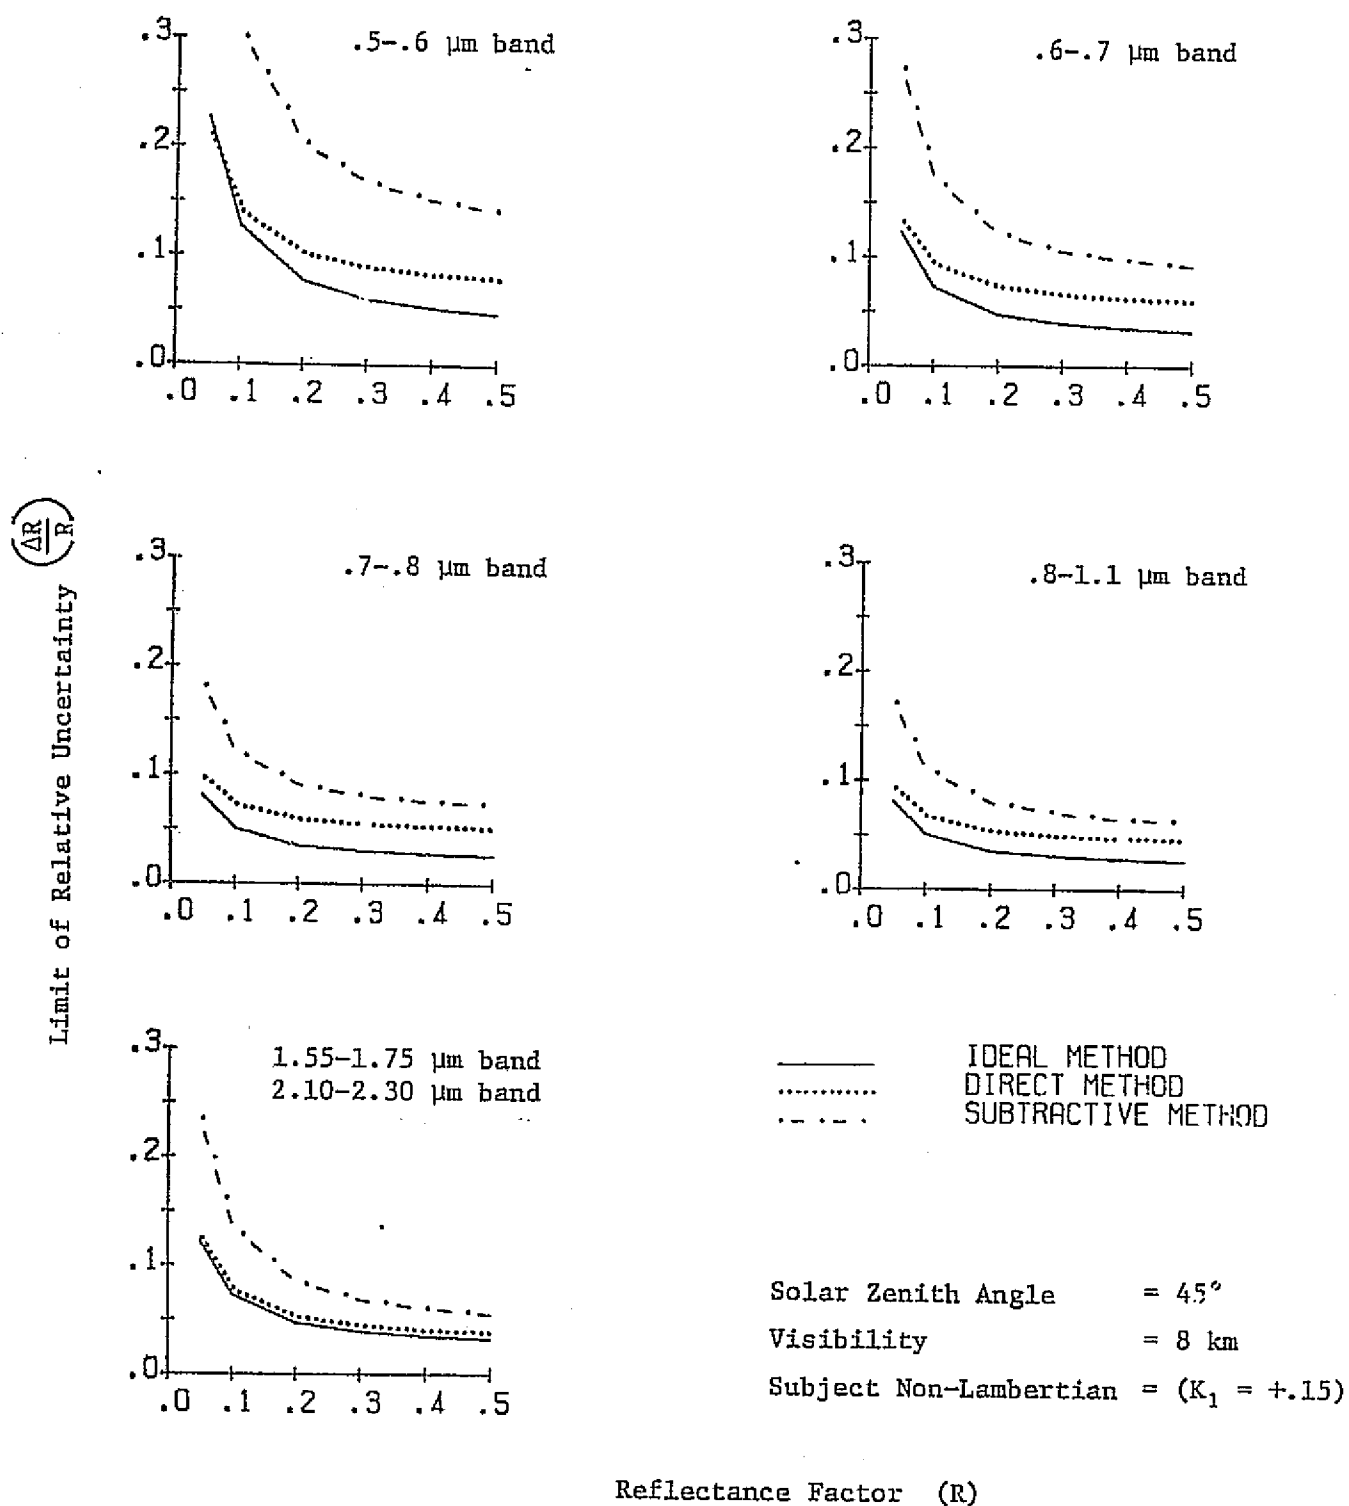 .5-.6 µm band
.3
.2
.1
.0
.0 .1 .2 .3 .4 .5
.6-.7 µm band
.3
.2
.1
.0
.0 .1 .2 .3 .4 .5
Limit of Relative Uncertainty (ΔR/R)
.7-.8 µm band
.3
.2
.1
.0
.0 .1 .2 .3 .4 .5
.8-1.1 µm band
.3
.2
.1
.0
.0 .1 .2 .3 .4 .5
1.55-1.75 µm band
2.10-2.30 µm band
.3
.2
.1
.0
.0 .1 .2 .3 .4 .5
IDEAL METHOD
DIRECT METHOD
SUBTRACTIVE METHOD
Solar Zenith Angle = 45°
Visibility = 8 km
Subject Non-Lambertian = (K₁ = +.15)
Reflectance Factor (R)